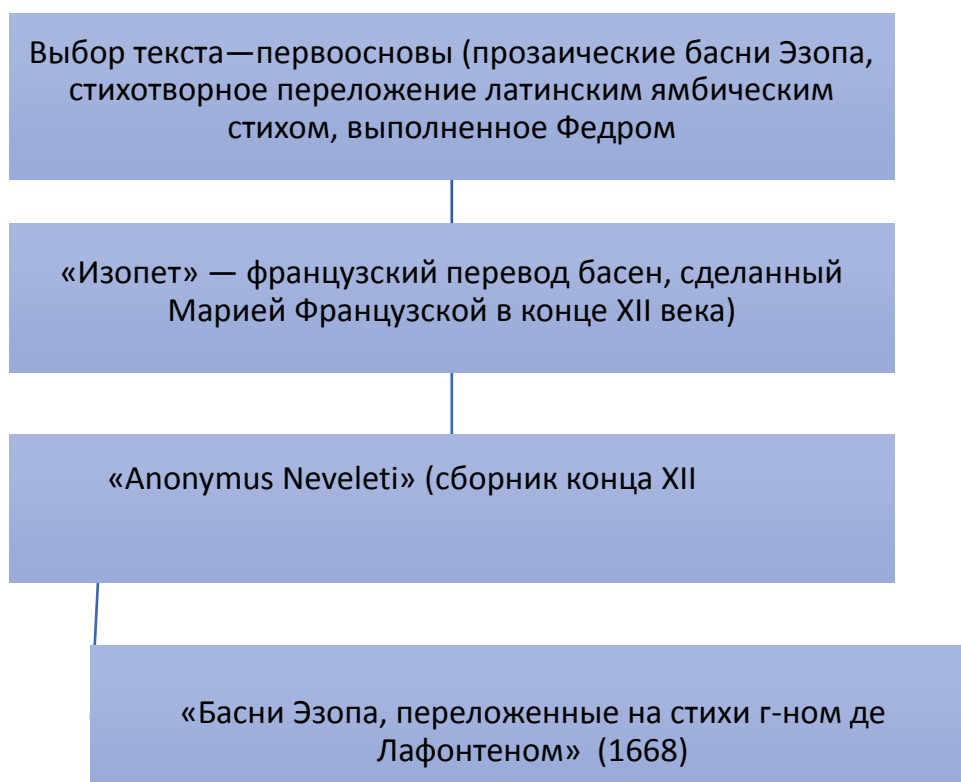 Выбор текста—первоосновы (прозаические басни Эзопа,
стихотворное переложение латинским ямбическим
стихом, выполненное Федром
«Изопет» — французский перевод басен, сделанный
Марией Французской в конце XII века)
«Anonymus Neveleti» (сборник конца XII
«Басни Эзопа, переложенные на стихи г-ном де
Лафонтеном» (1668)